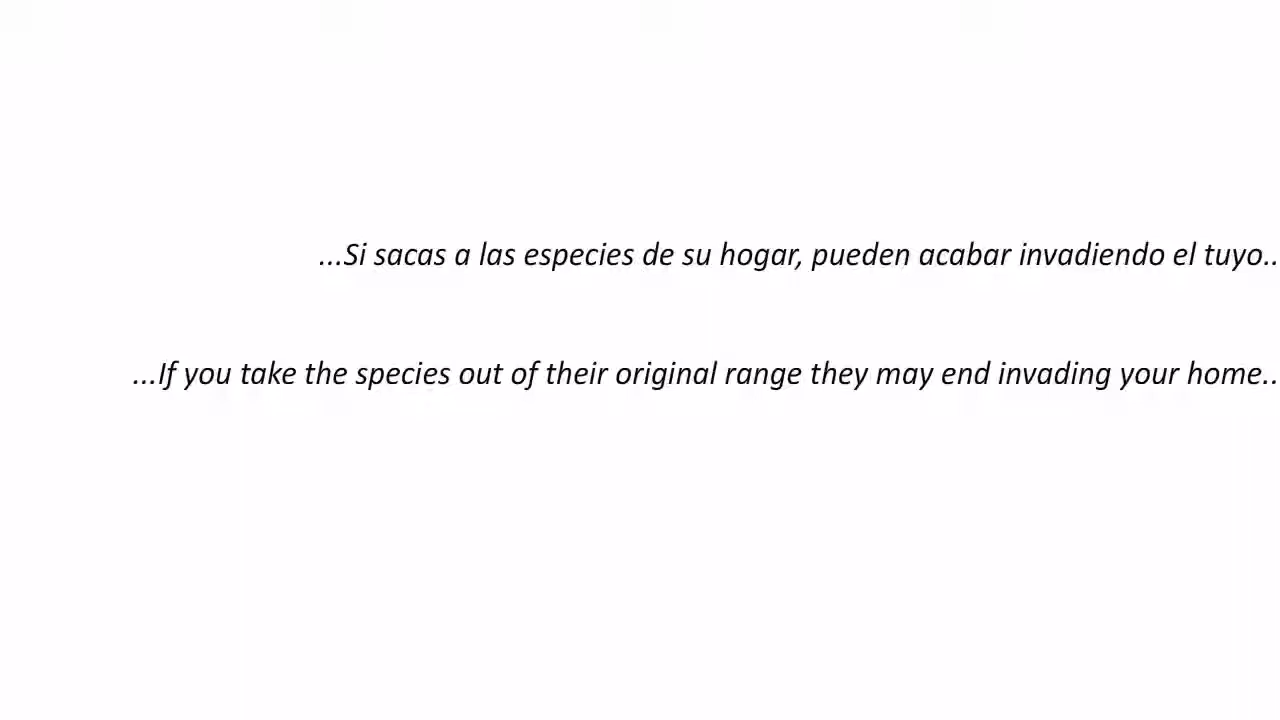 ...Si sacas a las especies de su hogar, pueden acabar invadiendo el tuyo..
...If you take the species out of their original range they may end invading your home..